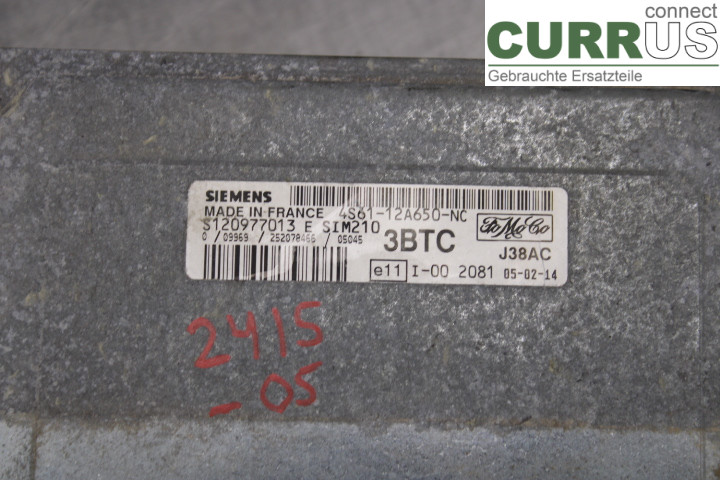 connect
CURRUS
Gebrauchte Ersatzteile
SIEMENS
MADE IN FRANCE 4S61-12A650-NC
S120977013 E SIM210
0 / 09969 / 252078466 / 05045
3BTC
FoMoCo
J38AC
e11 I-00 2081 05-02-14
2415
-05